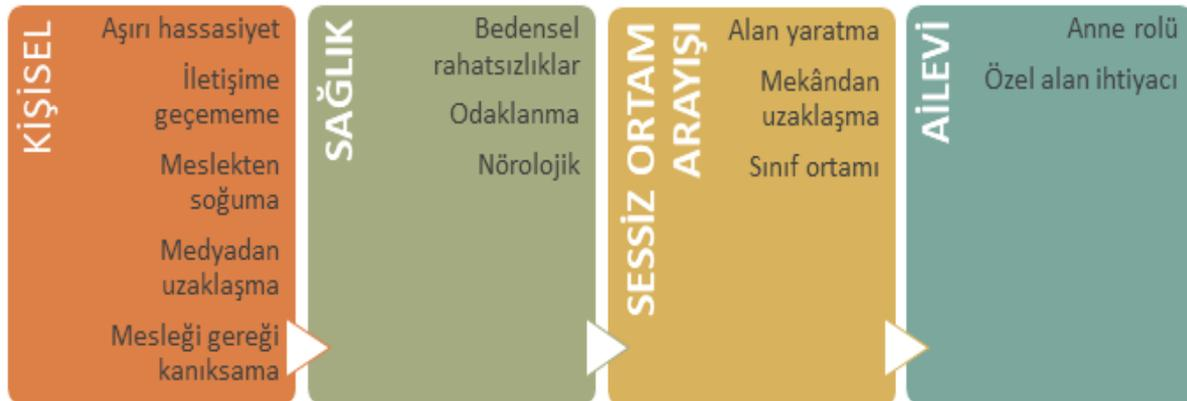 KİŞİSEL
Aşırı hassasiyet
İletişime
geçememe
Meslekten
soğuma
Medyadan
uzaklaşma
Mesleği gereği
kanıksama
SAĞLIK
Bedensel
rahatsızlıklar
Odaklanma
Nörolojik
SESSİZ ORTAM
ARAYIŞI
Alan yaratma
Mekândan
uzaklaşma
Sınıf ortamı
AİLEVİ
Anne rolü
Özel alan ihtiyacı